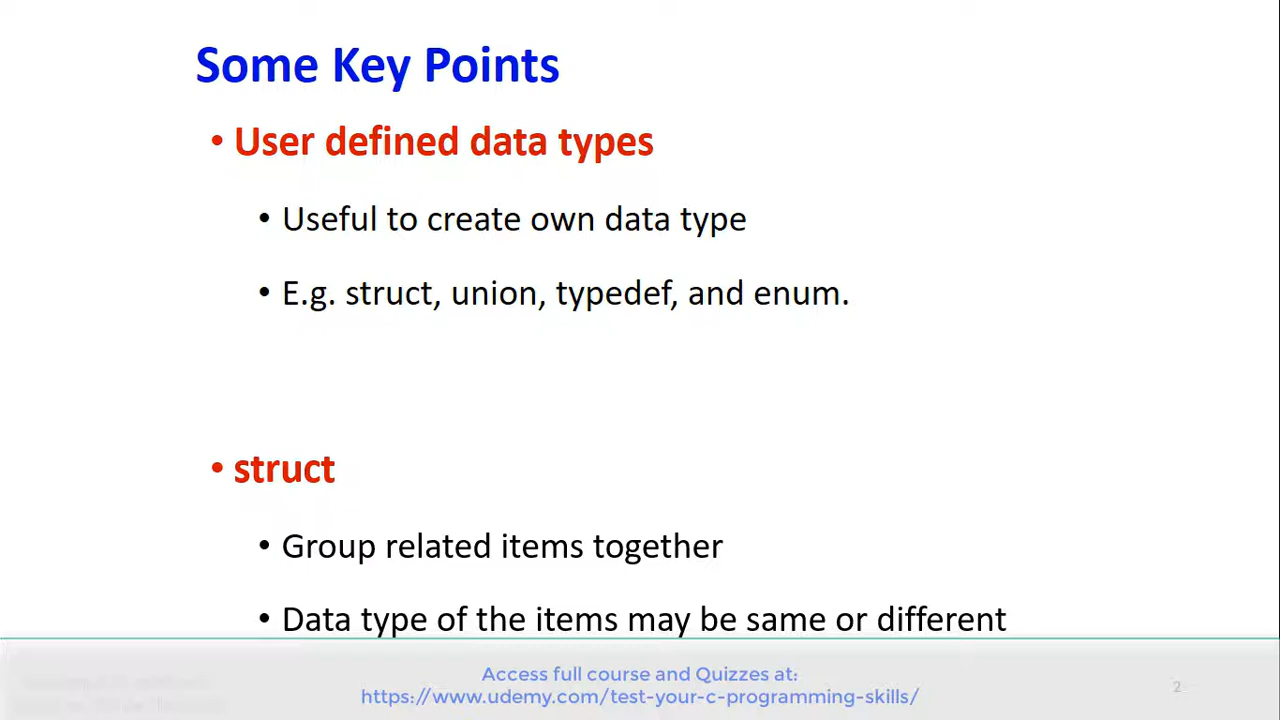 Some Key Points
• User defined data types
• Useful to create own data type
• E.g. struct, union, typedef, and enum.
• struct
• Group related items together
• Data type of the items may be same or different
Access full course and Quizzes at:
https://www.udemy.com/test-your-c-programming-skills/
2